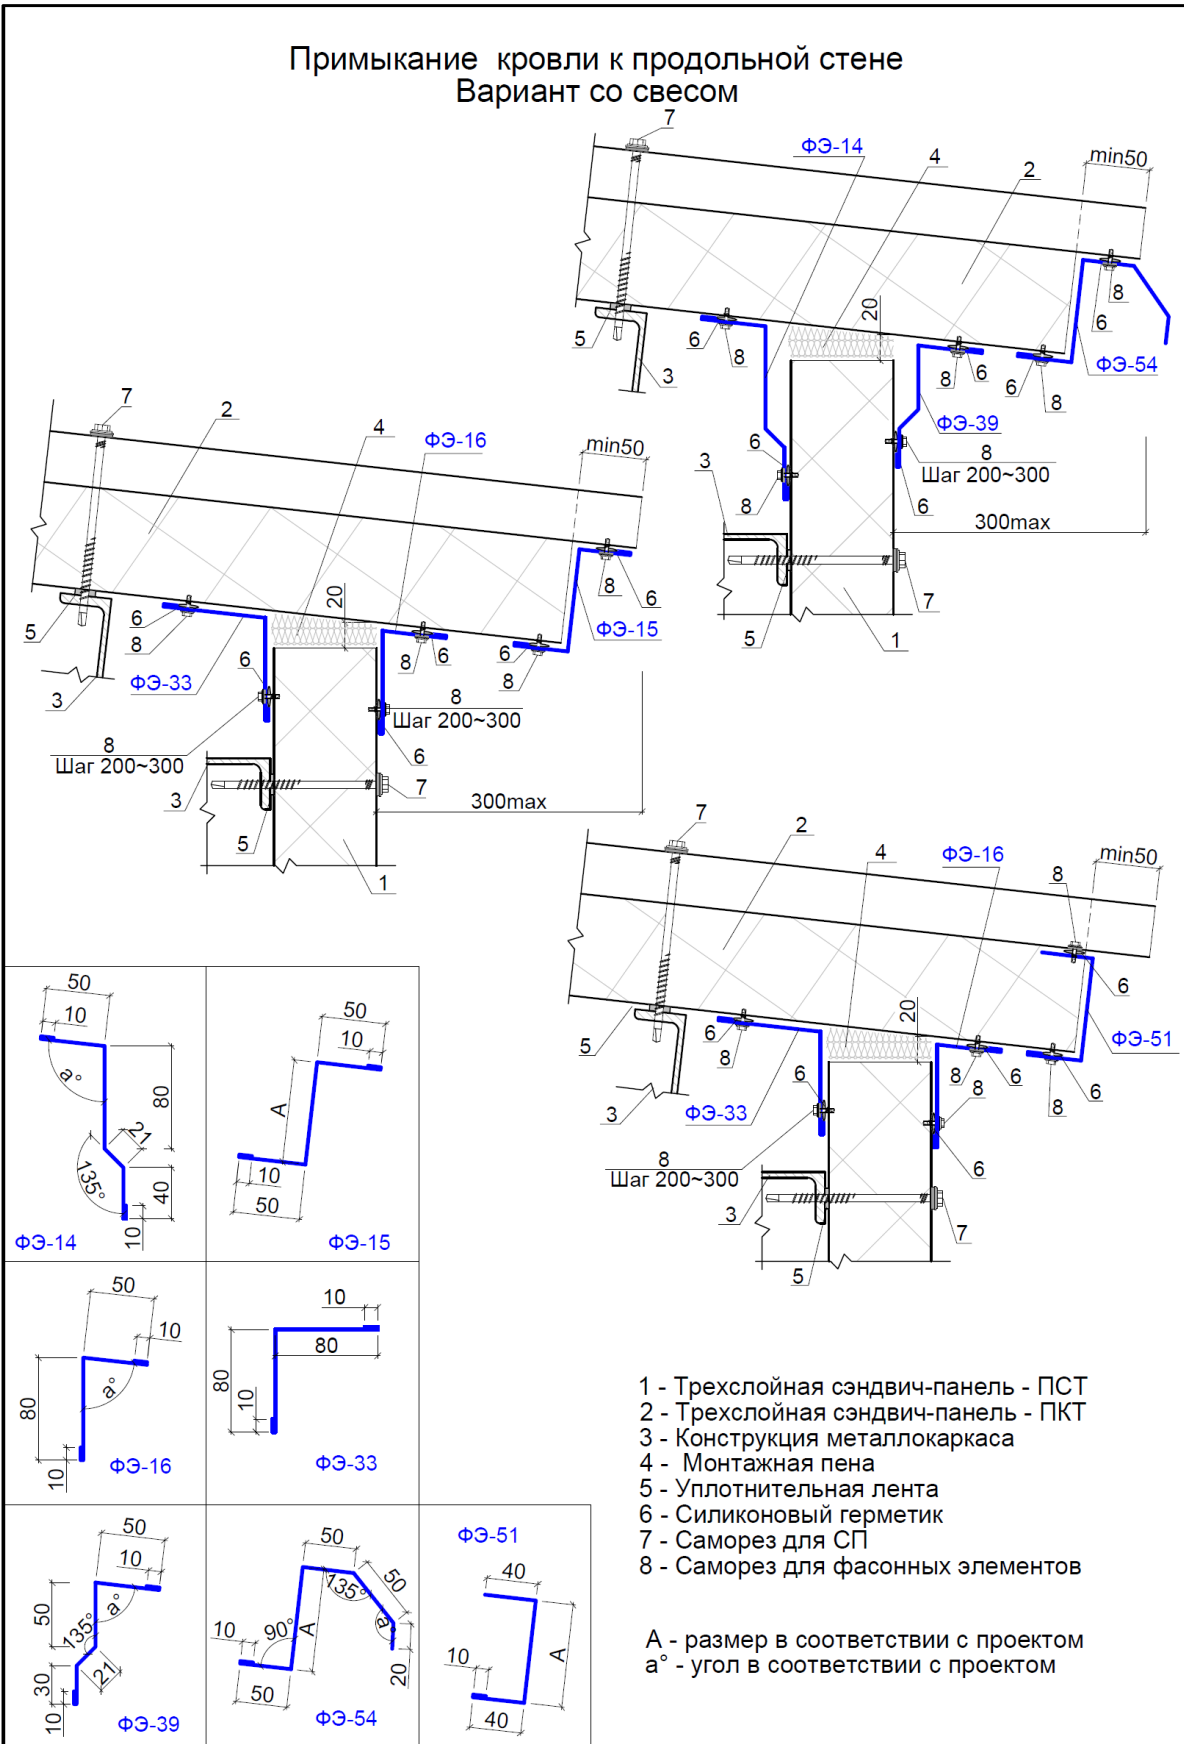 Примыкание кровли к продольной стене
Вариант со свесом
7
ФЭ-14
4
2
min50
20
8
6
5
3
6
8
8
6
6
8
ФЭ-54
ФЭ-39
6
8
8
Шаг 200~300
6
3
300max
7
5
1
7
2
4
ФЭ-16
min50
20
8
6
6
8
5
ФЭ-15
6
8
6
8
6
3
ФЭ-33
8
Шаг 200~300
8
Шаг 200~300
6
3
7
300max
5
1
7
2
4
ФЭ-16
8
min50
6
20
ФЭ-51
5
6
8
8
6
6
8
3
ФЭ-33
6
8
8
6
8
Шаг 200~300
6
3
7
5
50
10
a°
80
21
135°
40
10
ФЭ-14
50
10
A
10
50
ФЭ-15
50
10
a°
80
10
ФЭ-16
10
80
80
10
ФЭ-33
50
10
50
a°
135°
30
21
10
ФЭ-39
50
135°
50
10
90°
A
a°
50
20
ФЭ-54
ФЭ-51
40
10
A
40
1 - Трехслойная сэндвич-панель - ПСТ
2 - Трехслойная сэндвич-панель - ПКТ
3 - Конструкция металлокаркаса
4 - Монтажная пена
5 - Уплотнительная лента
6 - Силиконовый герметик
7 - Саморез для СП
8 - Саморез для фасонных элементов
А - размер в соответствии с проектом
a° - угол в соответствии с проектом